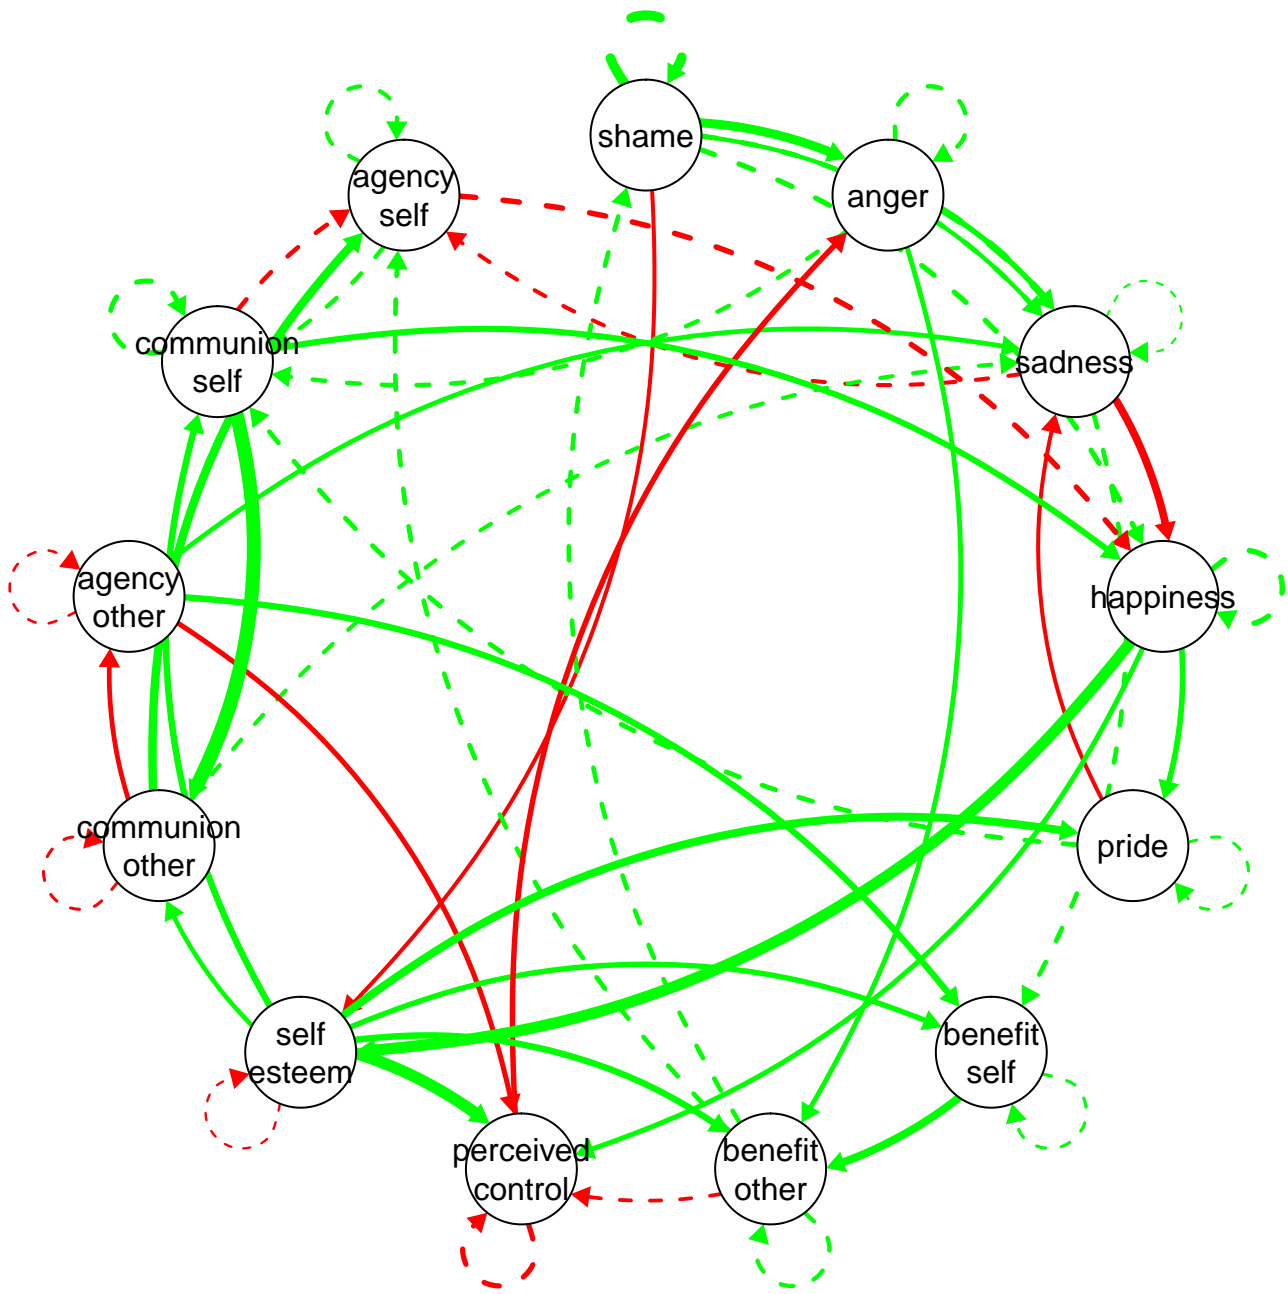 shame
agency
self
anger
communion
self
sadness
agency
other
happiness
communion
other
pride
self
esteem
benefit
self
perceived
control
benefit
other